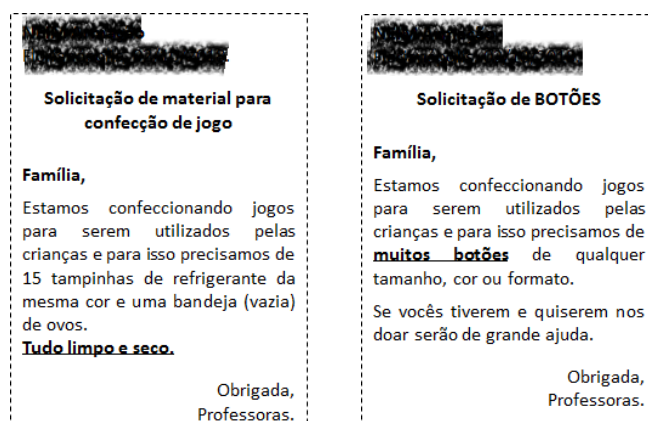 Solicitação de material para
confecção de jogo
Família,
Estamos confeccionando jogos
para serem utilizados pelas
crianças e para isso precisamos de
15 tampinhas de refrigerante da
mesma cor e uma bandeja (vazia)
de ovos.
Tudo limpo e seco.
Obrigada,
Professoras.
Solicitação de BOTÕES
Família,
Estamos confeccionando jogos
para serem utilizados pelas
crianças e para isso precisamos de
muitos botões de qualquer
tamanho, cor ou formato.
Se vocês tiverem e quiserem nos
doar serão de grande ajuda.
Obrigada,
Professoras.